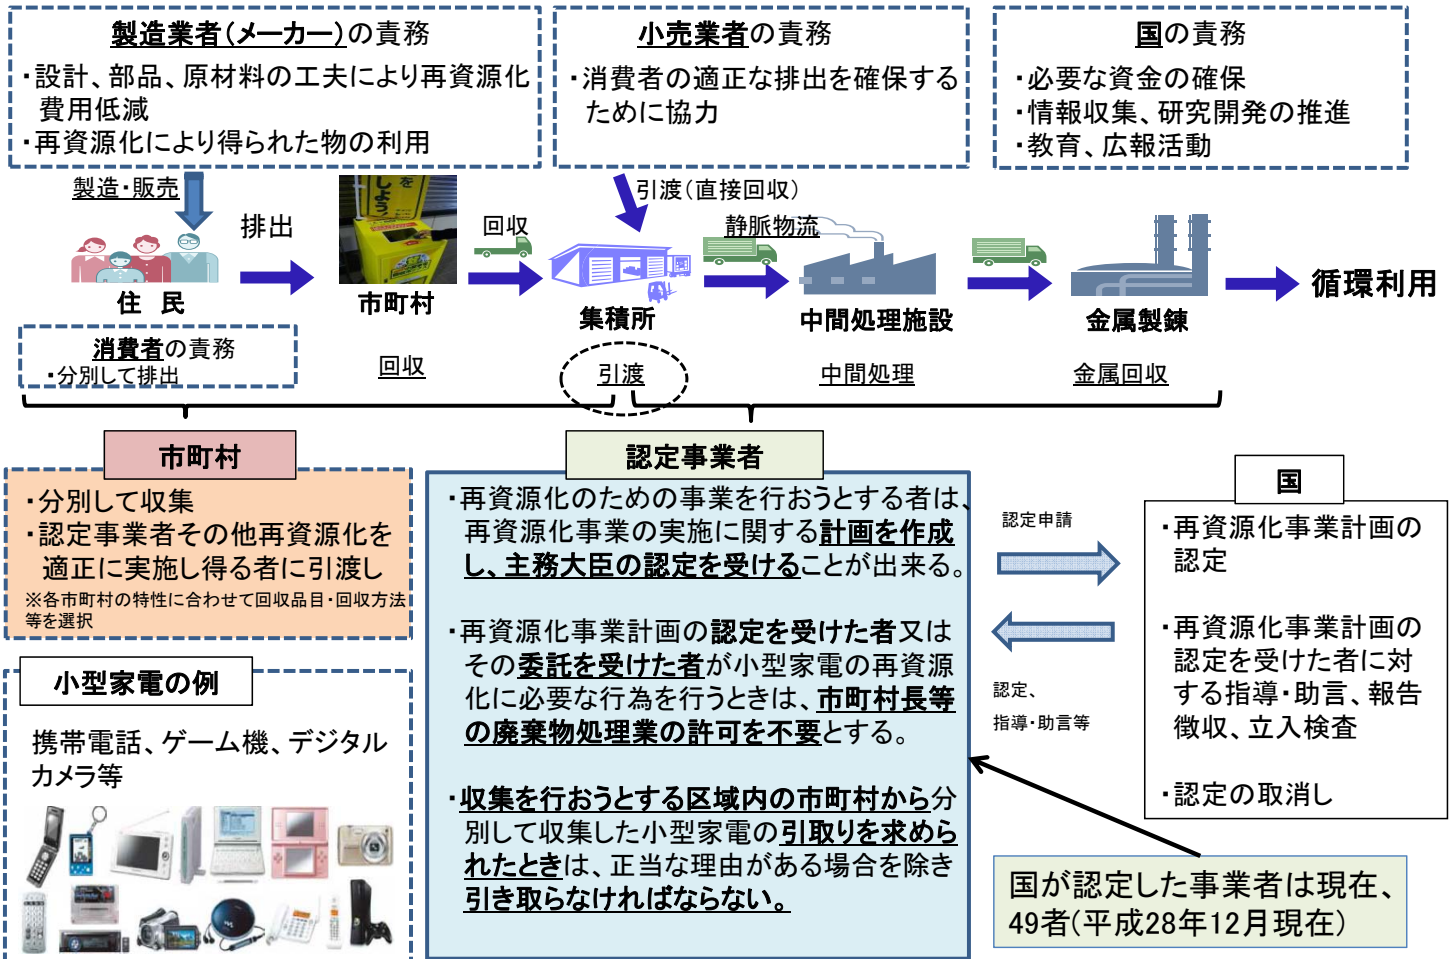 製造業者(メーカー)の責務
・設計、部品、原材料の工夫により再資源化
費用低減
・再資源化により得られた物の利用
小売業者の責務
・消費者の適正な排出を確保する
ために協力
国の責務
・必要な資金の確保
・情報収集、研究開発の推進
・教育、広報活動
製造・販売
排出
を
しよう
回収
引渡(直接回収)
静脈物流
住 民
市町村
集積所
中間処理施設
金属製錬
循環利用
消費者の責務
・分別して排出
回収
引渡
中間処理
金属回収
市町村
・分別して収集
・認定事業者その他再資源化を
適正に実施し得る者に引渡し
※各市町村の特性に合わせて回収品目・回収方法
等を選択
小型家電の例
携帯電話、ゲーム機、デジタル
カメラ等
認定事業者
・再資源化のための事業を行おうとする者は、
再資源化事業の実施に関する計画を作成
し、主務大臣の認定を受けることが出来る。
・再資源化事業計画の認定を受けた者又は
その委託を受けた者が小型家電の再資源
化に必要な行為を行うときは、市町村長等
の廃棄物処理業の許可を不要とする。
・収集を行おうとする区域内の市町村から分
別して収集した小型家電の引取りを求めら
れたときは、正当な理由がある場合を除き
引き取らなければならない。
認定申請
認定、
指導・助言等
国
・再資源化事業計画の
認定
・再資源化事業計画の
認定を受けた者に対
する指導・助言、報告
徴収、立入検査
・認定の取消し
国が認定した事業者は現在、
49者(平成28年12月現在)